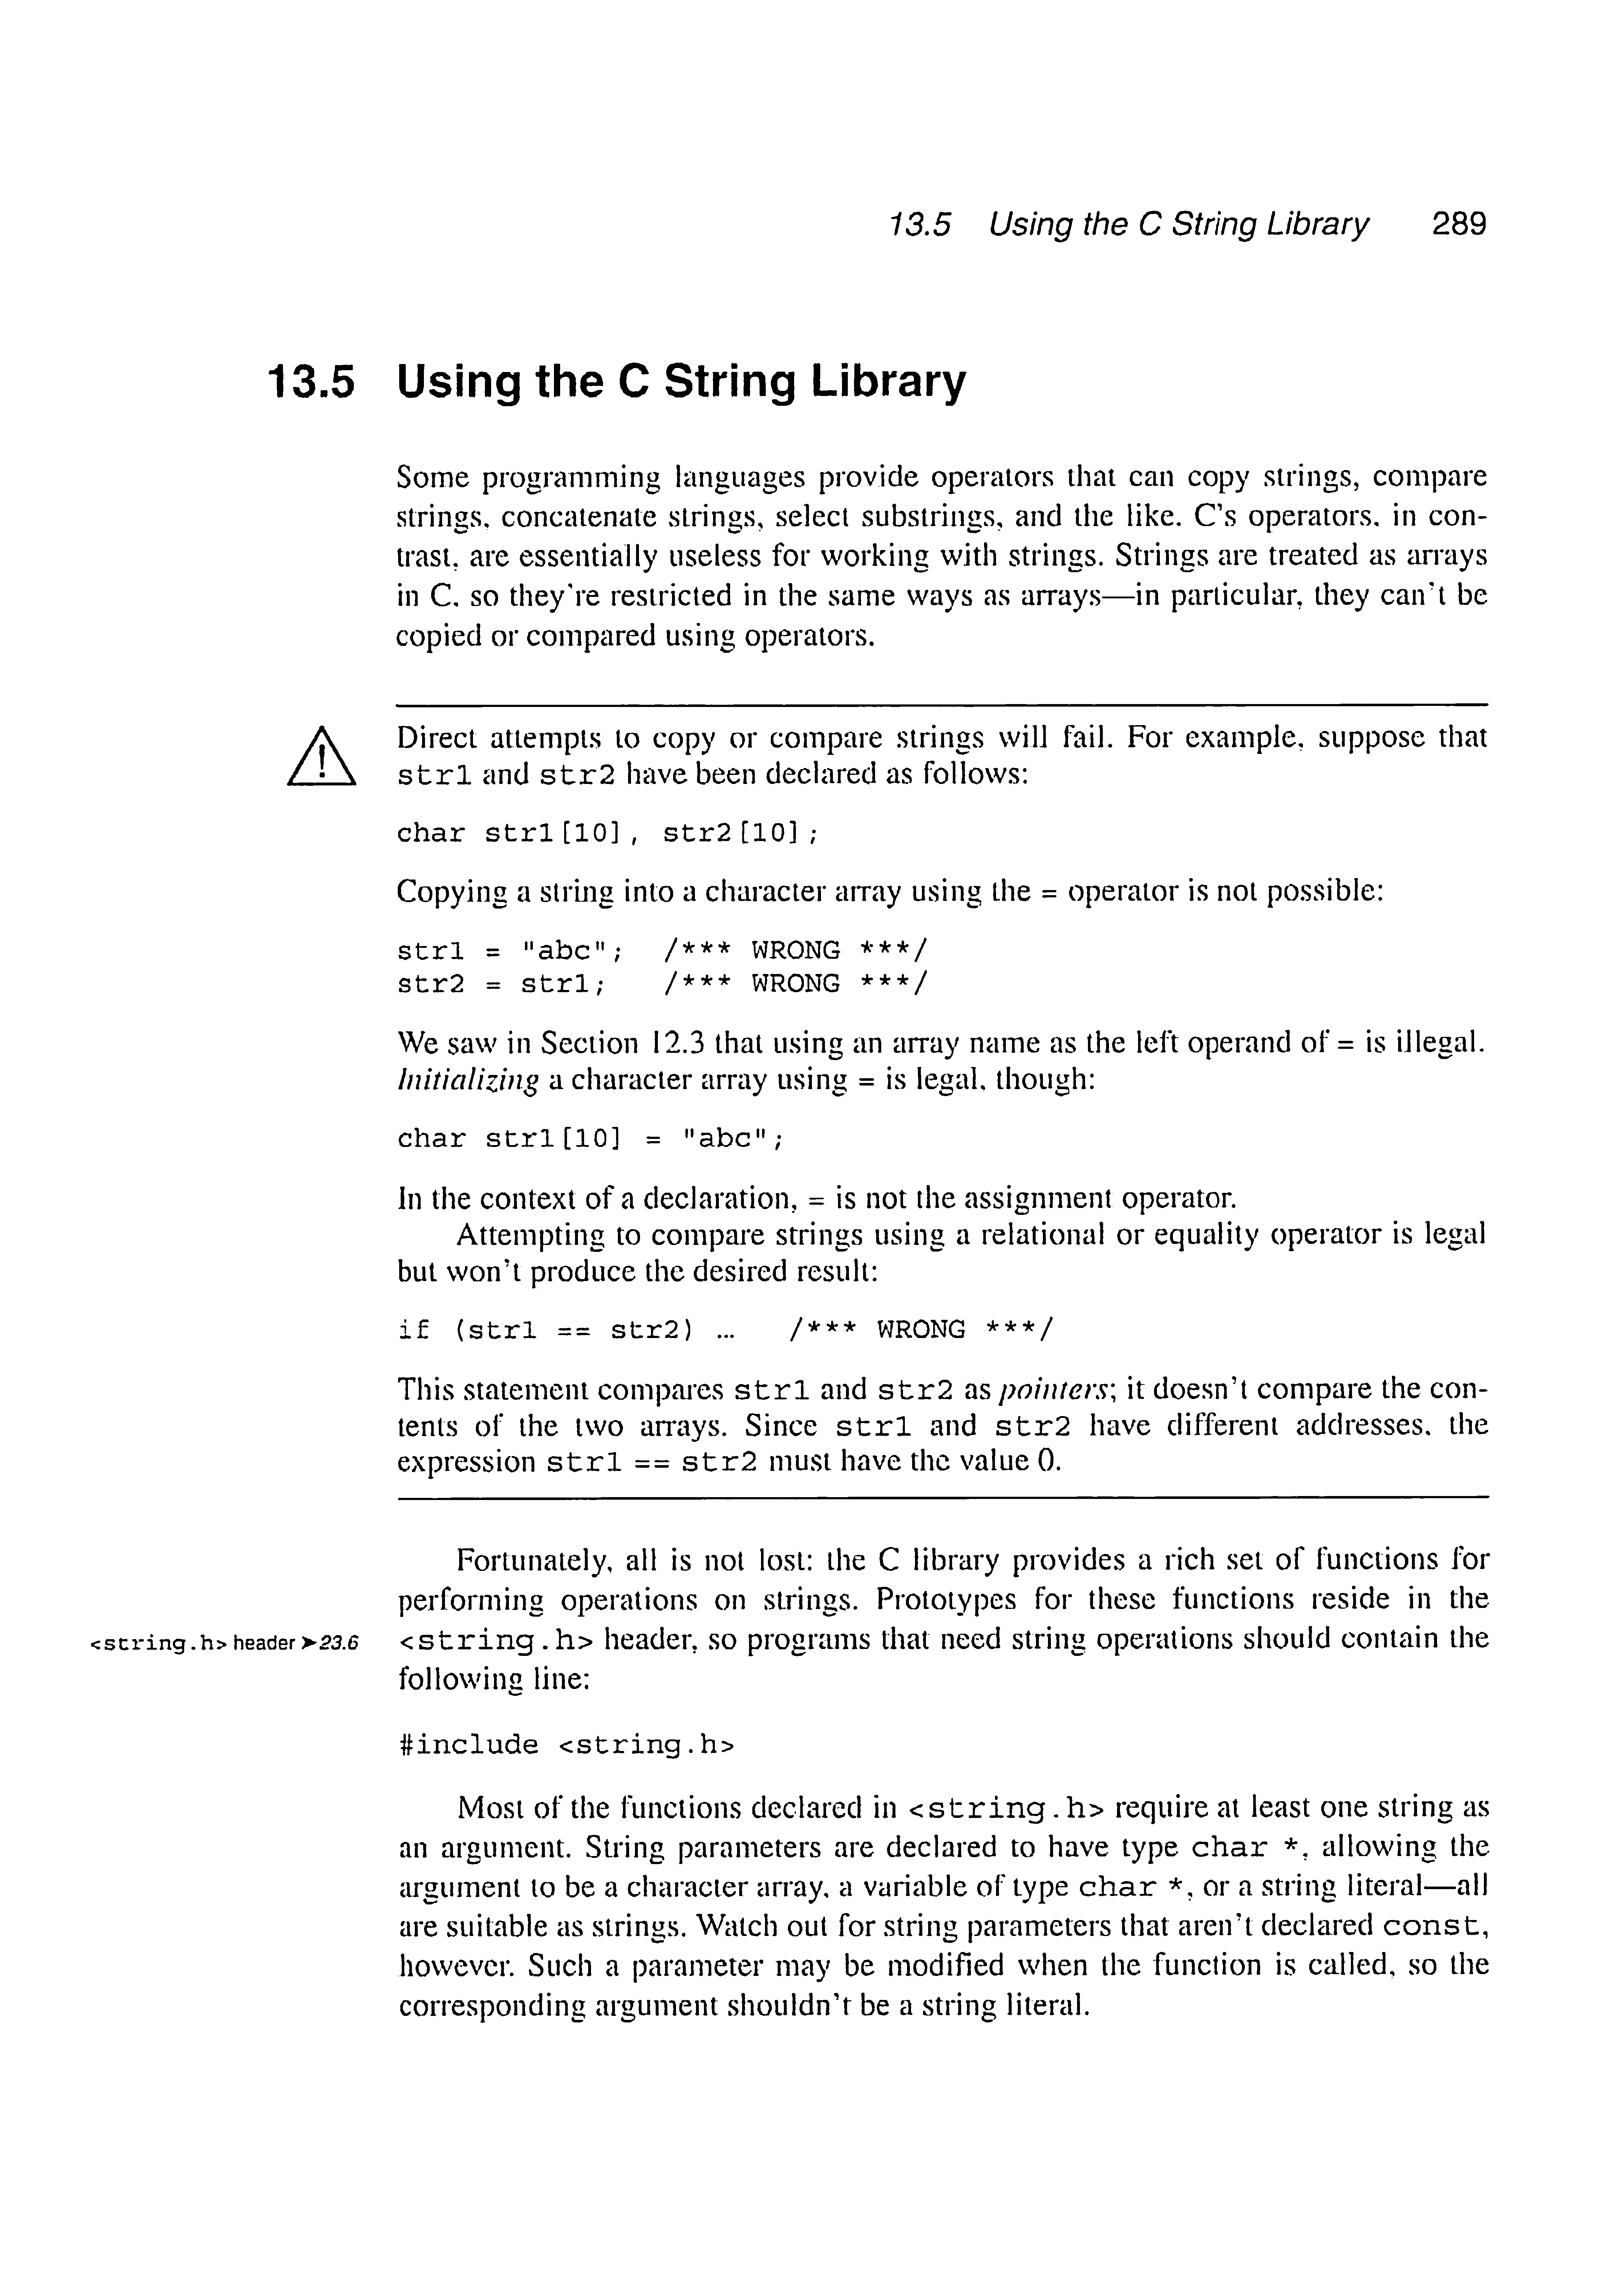 13.5 Using the C String Library 289
13.5 Using the C String Library
Some programming languages provide operators that can copy strings, compare
strings, concatenate strings, select substrings, and the like. C's operators, in con-
trast, are essentially useless for working with strings. Strings are treated as arrays
in C, so they're restricted in the same ways as arrays—in particular, they can't be
copied or compared using operators.
Direct attempts to copy or compare strings will fail. For example, suppose that
str1 and str2 have been declared as follows:
char str1[10], str2[10];
Copying a string into a character array using the = operator is not possible:
str1 = "abc"; /*** WRONG ***/
str2 = str1; /*** WRONG ***/
We saw in Section 12.3 that using an array name as the left operand of = is illegal.
Initializing a character array using = is legal, though:
char str1[10] = "abc";
In the context of a declaration, = is not the assignment operator.
Attempting to compare strings using a relational or equality operator is legal
but won't produce the desired result:
if (str1 == str2) … /*** WRONG ***/
This statement compares str1 and str2 as pointers; it doesn't compare the con-
tents of the two arrays. Since str1 and str2 have different addresses, the
expression str1 == str2 must have the value 0.
Fortunately, all is not lost: the C library provides a rich set of functions for
performing operations on strings. Prototypes for these functions reside in the
<string.h> header ➤23.6
<string.h> header, so programs that need string operations should contain the
following line:
#include <string.h>
Most of the functions declared in <string.h> require at least one string as
an argument. String parameters are declared to have type char *, allowing the
argument to be a character array, a variable of type char *, or a string literal—all
are suitable as strings. Watch out for string parameters that aren't declared const,
however. Such a parameter may be modified when the function is called, so the
corresponding argument shouldn't be a string literal.